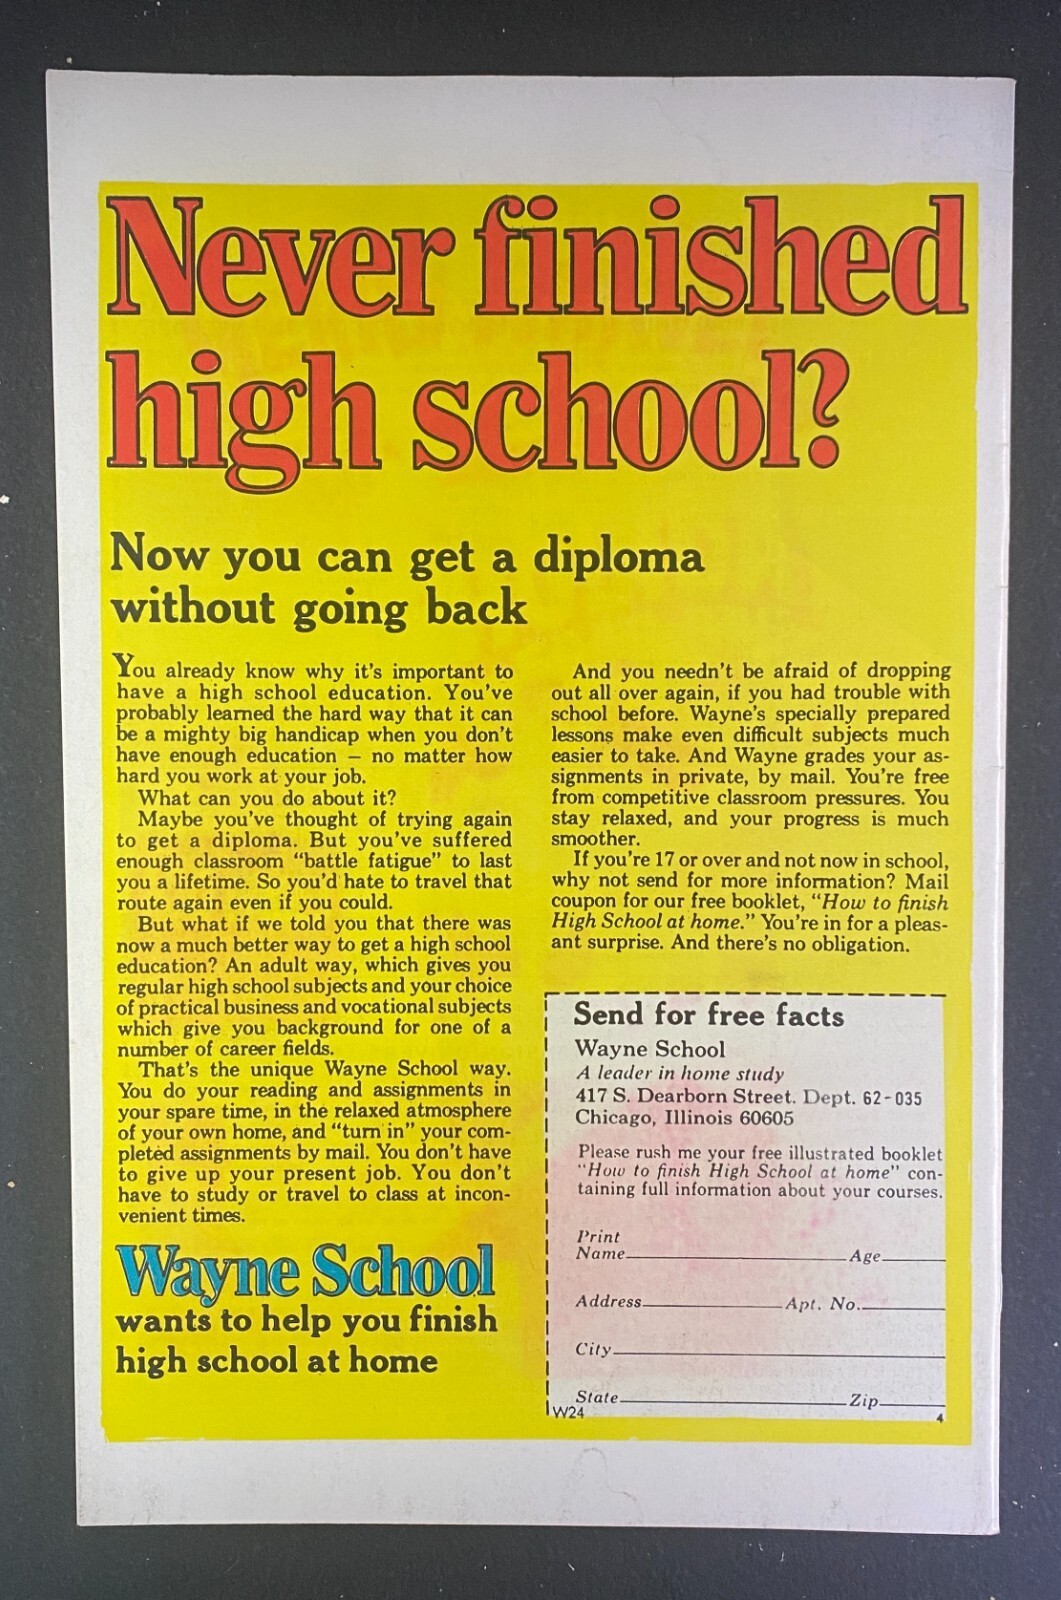 Never finished
high school?
Now you can get a diploma
without going back
You already know why it's important to
have a high school education. You've
probably learned the hard way that it can
be a mighty big handicap when you don't
have enough education – no matter how
hard you work at your job.
What can you do about it?
Maybe you've thought of trying again
to get a diploma. But you've suffered
enough classroom "battle fatigue" to last
you a lifetime. So you'd hate to travel that
route again even if you could.
But what if we told you that there was
now a much better way to get a high school
education? An adult way, which gives you
regular high school subjects and your choice
of practical business and vocational subjects
which give you background for one of a
number of career fields.
That's the unique Wayne School way.
You do your reading and assignments in
your spare time, in the relaxed atmosphere
of your own home, and "turn in" your com-
pleted assignments by mail. You don't have
to give up your present job. You don't
have to study or travel to class at incon-
venient times.
Wayne School
wants to help you finish
high school at home
And you needn't be afraid of dropping
out all over again, if you had trouble with
school before. Wayne's specially prepared
lessons make even difficult subjects much
easier to take. And Wayne grades your as-
signments in private, by mail. You're free
from competitive classroom pressures. You
stay relaxed, and your progress is much
smoother.
If you're 17 or over and not now in school,
why not send for more information? Mail
coupon for our free booklet, "How to finish
High School at home." You're in for a pleas-
ant surprise. And there's no obligation.
Send for free facts
Wayne School
A leader in home study
417 S. Dearborn Street. Dept. 62-035
Chicago, Illinois 60605
Please rush me your free illustrated booklet
"How to finish High School at home" con-
taining full information about your courses.
Print
Name Age
Address Apt. No.
City
State Zip
W24 4